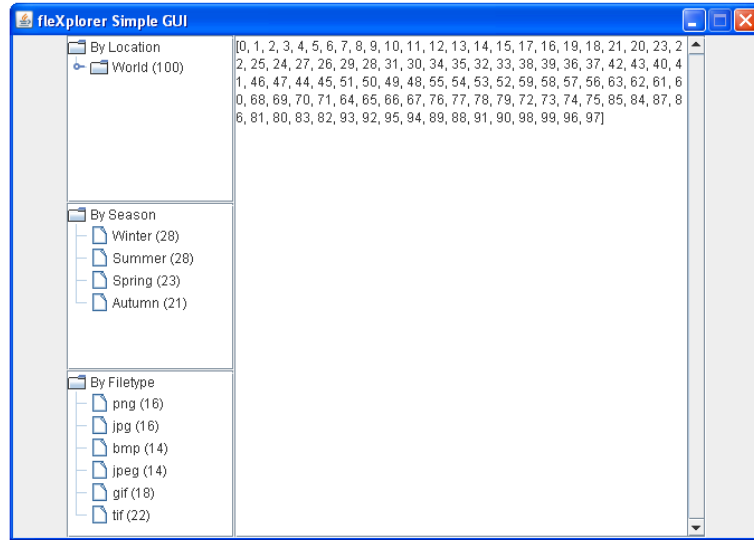 fleXplorer Simple GUI
By Location
World (100)
By Season
Winter (28)
Summer (28)
Spring (23)
Autumn (21)
By Filetype
png (16)
jpg (16)
bmp (14)
jpeg (14)
gif (18)
tif (22)
[0, 1, 2, 3, 4, 5, 6, 7, 8, 9, 10, 11, 12, 13, 14, 15, 17, 16, 19, 18, 21, 20, 23, 2
2, 25, 24, 27, 26, 29, 28, 31, 30, 34, 35, 32, 33, 38, 39, 36, 37, 42, 43, 40, 4
1, 46, 47, 44, 45, 51, 50, 49, 48, 55, 54, 53, 52, 59, 58, 57, 56, 63, 62, 61, 6
0, 68, 69, 70, 71, 64, 65, 66, 67, 76, 77, 78, 79, 72, 73, 74, 75, 85, 84, 87, 8
6, 81, 80, 83, 82, 93, 92, 95, 94, 89, 88, 91, 90, 98, 99, 96, 97]